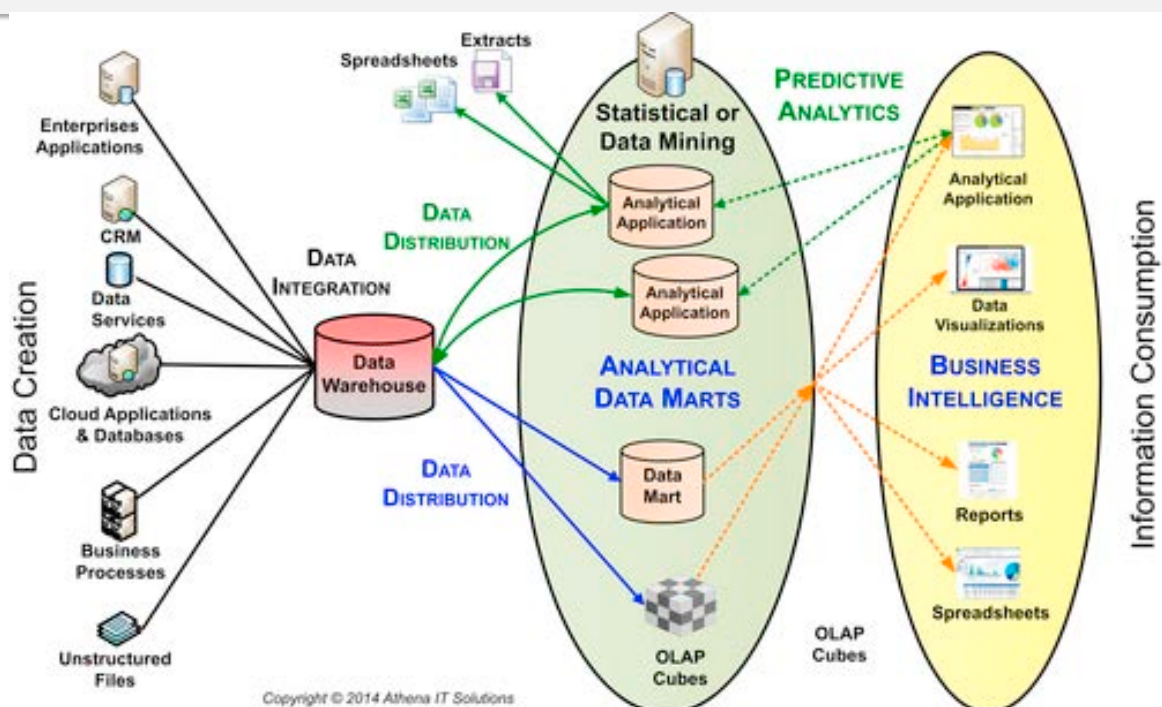 Data Creation
Enterprises
Applications
CRM
Data
Services
Cloud Applications
& Databases
Business
Processes
Unstructured
Files
DATA
INTEGRATION
Data
Warehouse
Spreadsheets
Extracts
DATA
DISTRIBUTION
DATA
DISTRIBUTION
Statistical or
Data Mining
Analytical
Application
Analytical
Application
ANALYTICAL
DATA MARTS
Data
Mart
OLAP
Cubes
PREDICTIVE
ANALYTICS
OLAP
Cubes
Analytical
Application
Data
Visualizations
BUSINESS
INTELLIGENCE
Reports
Spreadsheets
Information Consumption
Copyright © 2014 Athena IT Solutions